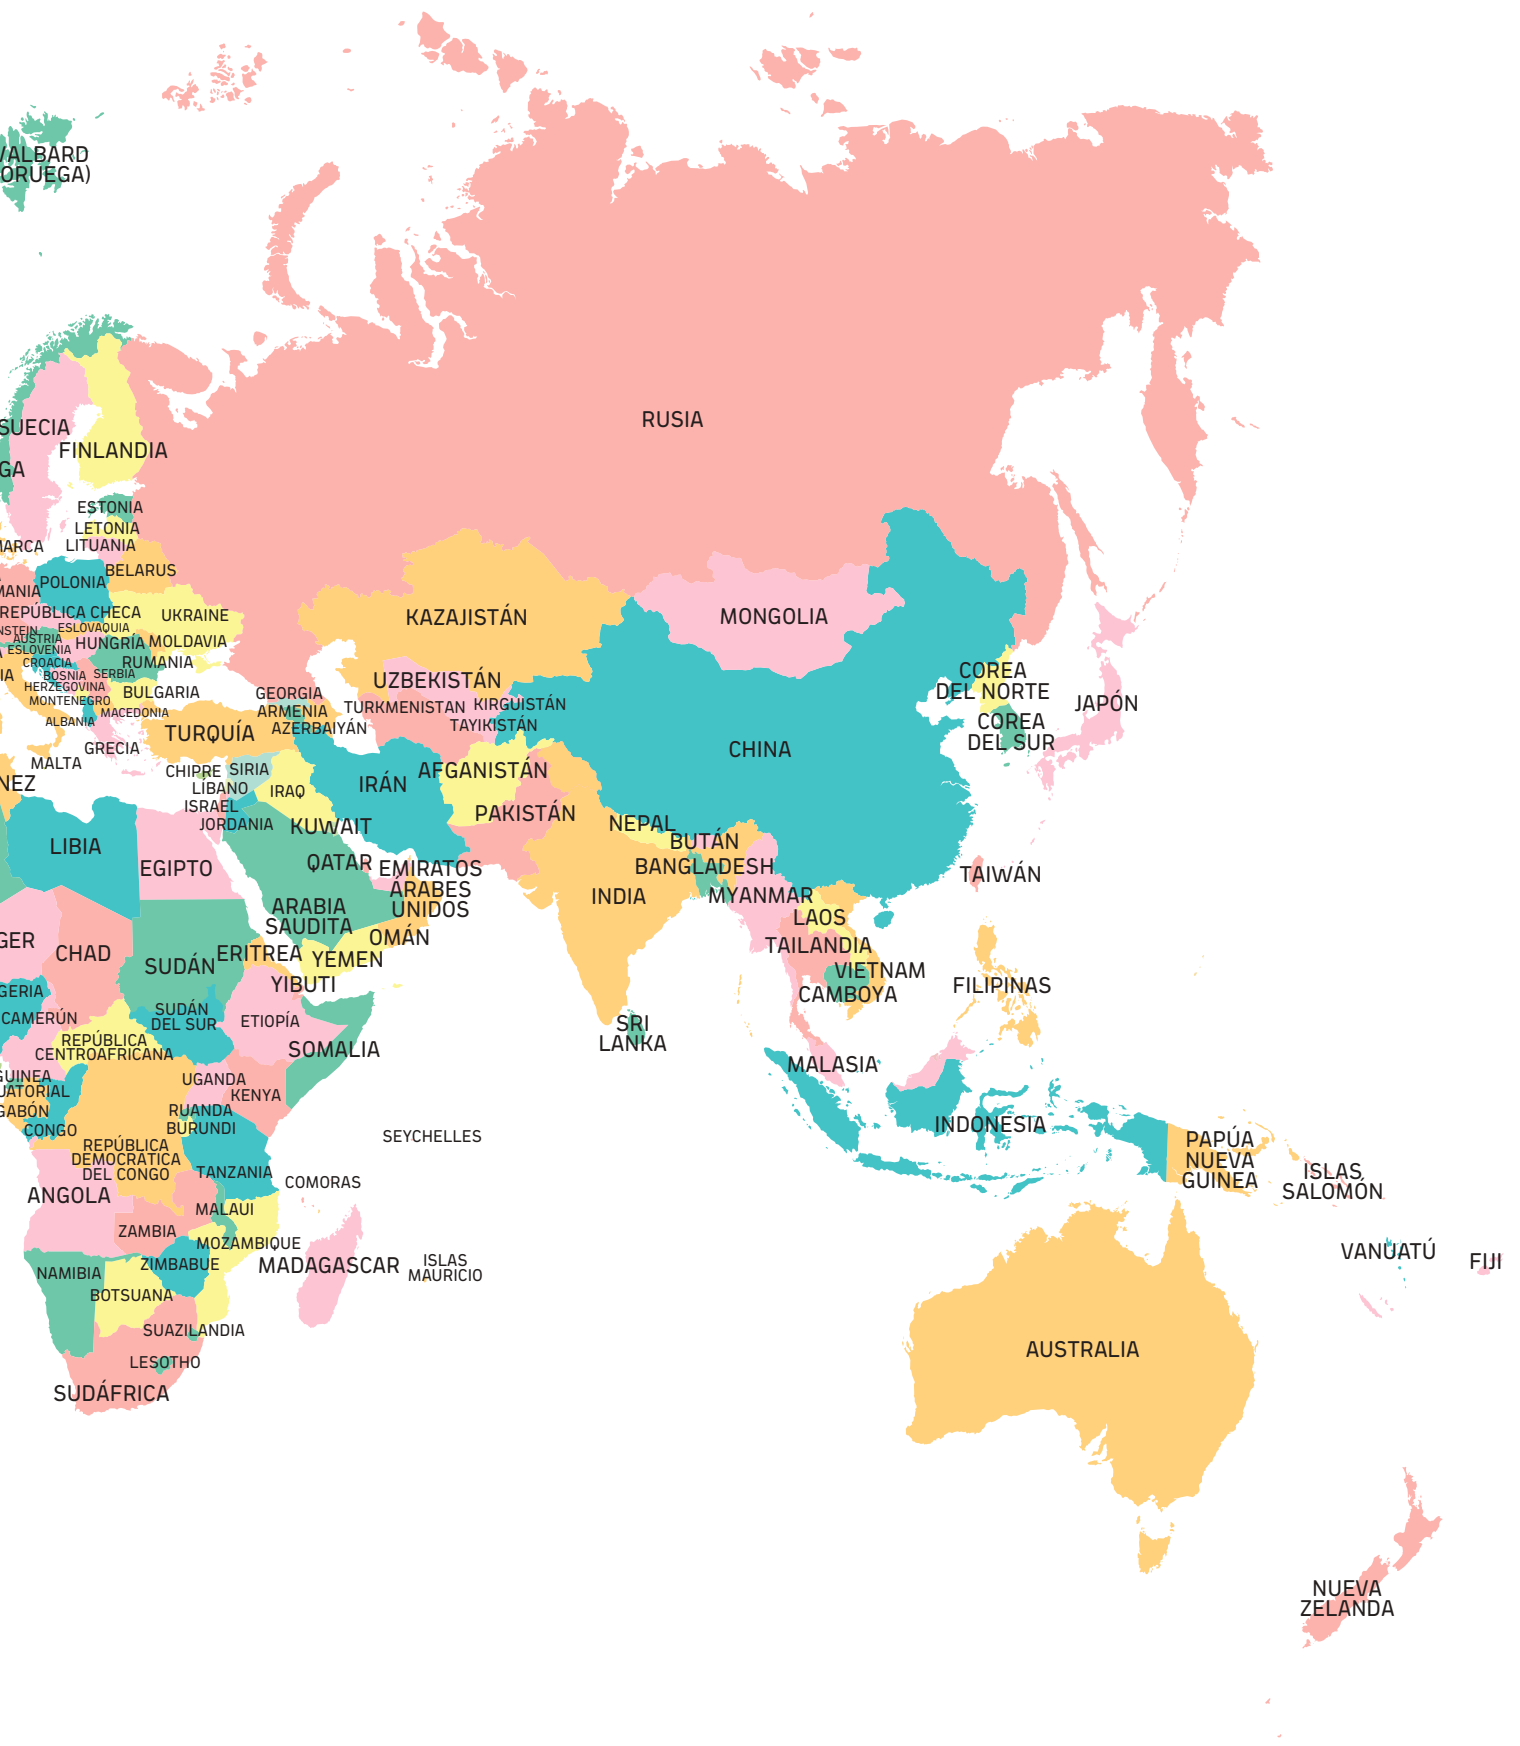 VALBARD
ORUEGA)
RUSIA
SUECIA
FINLANDIA
GA
ESTONIA
LETONIA
LITUANIA
MARCA
BELARUS
POLONIA
MANIA
REPÚBLICA CHECA
UKRAINE
NSTEIN
ESLOVAQUIA
AUSTRIA
HUNGRÍA
MOLDAVIA
ESLOVENIA
CROACIA
RUMANIA
IA
BOSNIA
HERZEGOVINA
SERBIA
BULGARIA
MONTENEGRO
MACEDONIA
ALBANIA
GRECIA
MALTA
NEZ
KAZAJISTÁN
MONGOLIA
UZBEKISTÁN
GEORGIA
ARMENIA
AZERBAIYÁN
TURKMENISTAN
KIRGUISTÁN
TAYIKISTÁN
TURQUÍA
CHINA
COREA
DEL NORTE
COREA
DEL SUR
JAPÓN
CHIPRE
SIRIA
LÍBANO
ISRAEL
JORDANIA
IRAQ
IRÁN
AFGANISTÁN
PAKISTÁN
KUWAIT
QATAR
EMIRATOS
ÁRABES
UNIDOS
ARABIA
SAUDITA
OMÁN
YEMEN
NEPAL
BUTÁN
BANGLADESH
INDIA
MYANMAR
LAOS
TAILANDIA
VIETNAM
CAMBOYA
TAIWÁN
FILIPINAS
SRI
LANKA
MALASIA
INDONESIA
LIBIA
EGIPTO
GER
CHAD
SUDÁN
ERITREA
YIBUTI
GERIA
CAMERÚN
SUDÁN
DEL SUR
ETIOPÍA
SOMALIA
REPÚBLICA
CENTROAFRICANA
GUINEA
UATORIAL
GABÓN
CONGO
UGANDA
KENYA
RUANDA
BURUNDI
REPÚBLICA
DEMOCRÁTICA
DEL CONGO
TANZANIA
SEYCHELLES
COMORAS
ANGOLA
MALAUI
ZAMBIA
MOZAMBIQUE
ZIMBABUE
MADAGASCAR
ISLAS
MAURICIO
NAMIBIA
BOTSUANA
SUAZILANDIA
LESOTHO
SUDÁFRICA
PAPÚA
NUEVA
GUINEA
ISLAS
SALOMÓN
VANUATÚ
FIJI
AUSTRALIA
NUEVA
ZELANDA